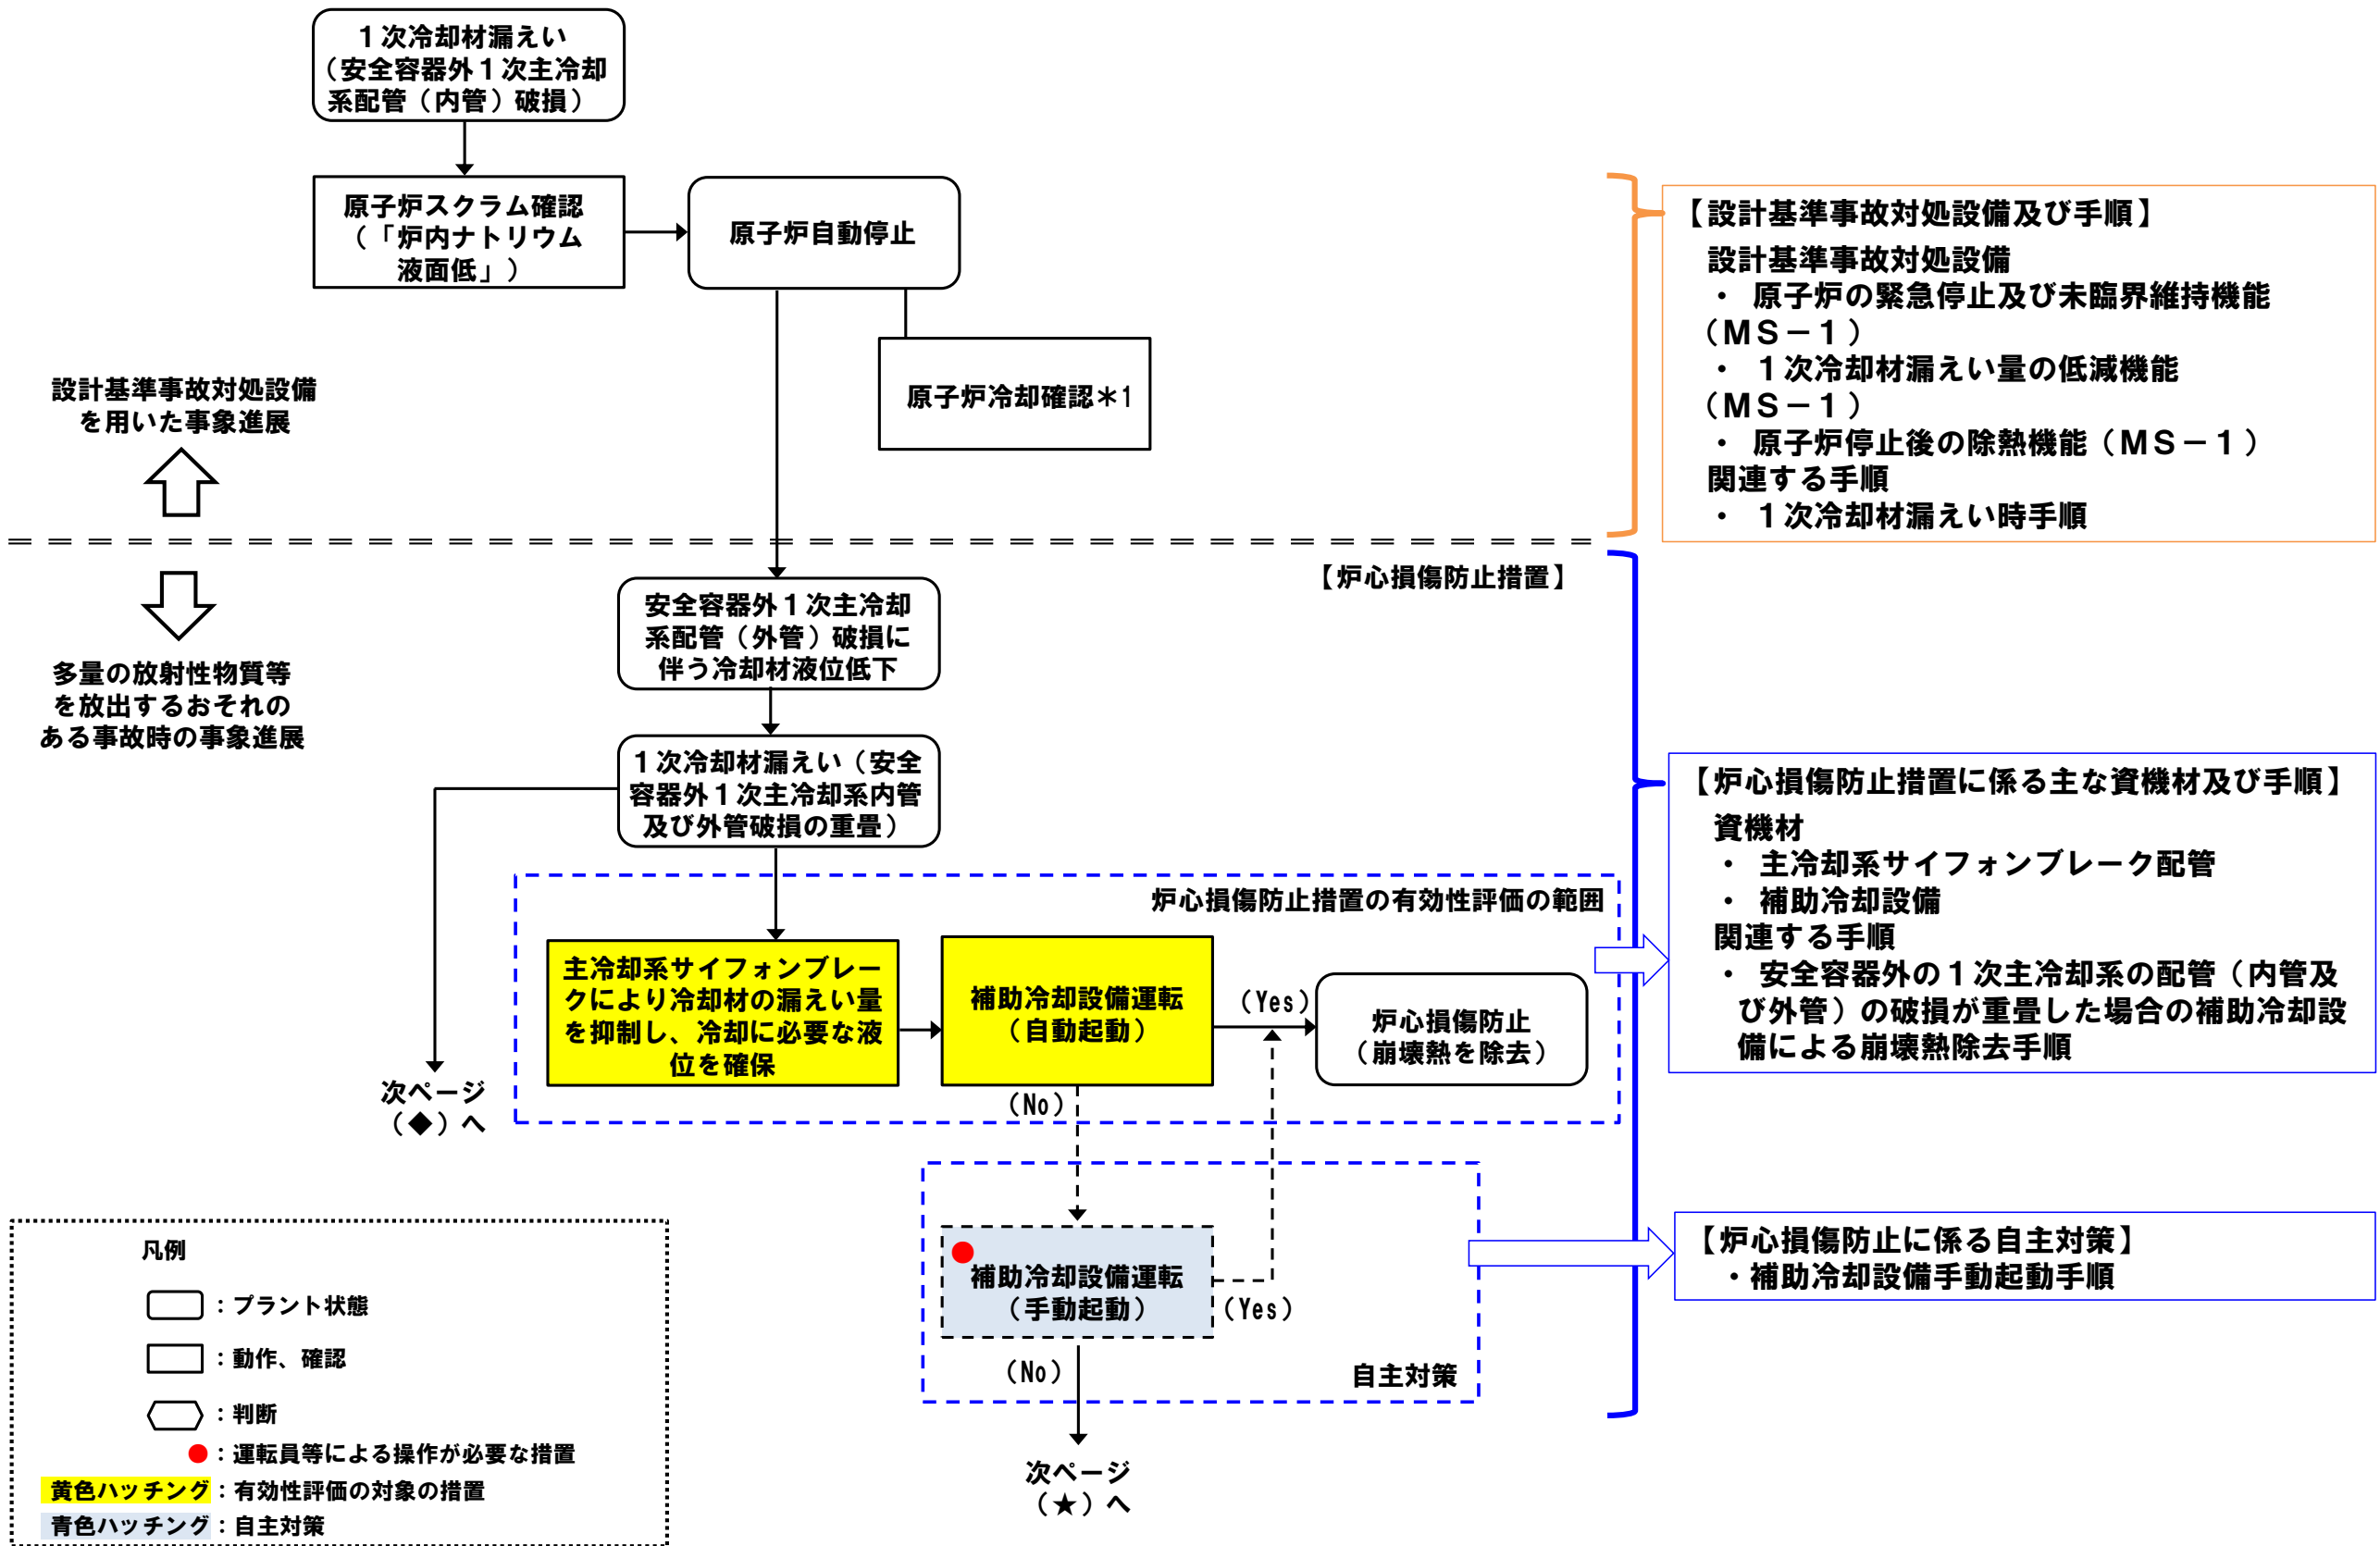 １次冷却材漏えい
（安全容器外１次主冷却
系配管（内管）破損）
原子炉スクラム確認
（「炉内ナトリウム
液面低」）
原子炉自動停止
原子炉冷却確認＊1
設計基準事故対処設備
を用いた事象進展
多量の放射性物質等
を放出するおそれの
ある事故時の事象進展
【炉心損傷防止措置】
安全容器外１次主冷却
系配管（外管）破損に
伴う冷却材液位低下
１次冷却材漏えい（安全
容器外１次主冷却系内管
及び外管破損の重畳）
炉心損傷防止措置の有効性評価の範囲
主冷却系サイフォンブレー
クにより冷却材の漏えい量
を抑制し、冷却に必要な液
位を確保
補助冷却設備運転
（自動起動）
（Yes）
炉心損傷防止
（崩壊熱を除去）
（No）
次ページ
（◆）へ
補助冷却設備運転
（手動起動）
（Yes）
（No）
自主対策
次ページ
（★）へ
【設計基準事故対処設備及び手順】
設計基準事故対処設備
・ 原子炉の緊急停止及び未臨界維持機能
（ＭＳ－１）
・ １次冷却材漏えい量の低減機能
（ＭＳ－１）
・ 原子炉停止後の除熱機能（ＭＳ－１）
関連する手順
・ １次冷却材漏えい時手順
【炉心損傷防止措置に係る主な資機材及び手順】
資機材
・ 主冷却系サイフォンブレーク配管
・ 補助冷却設備
関連する手順
・ 安全容器外の１次主冷却系の配管（内管及
び外管）の破損が重畳した場合の補助冷却設
備による崩壊熱除去手順
【炉心損傷防止に係る自主対策】
・補助冷却設備手動起動手順
凡例
：プラント状態
：動作、確認
：判断
：運転員等による操作が必要な措置
黄色ハッチング：有効性評価の対象の措置
青色ハッチング：自主対策